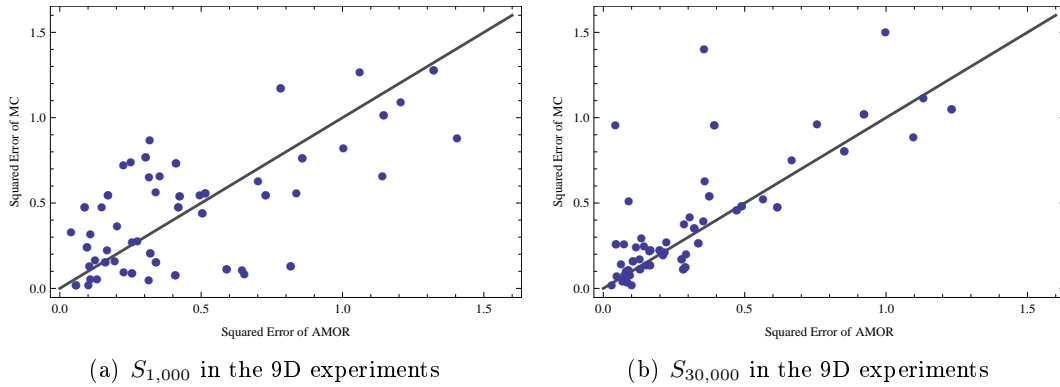 1.5
1.0
0.5
0.0
Squared Error of MC
0.0 0.5 1.0 1.5
Squared Error of AMOR
(a) S1,000 in the 9D experiments
1.5
1.0
0.5
0.0
Squared Error of MC
0.0 0.5 1.0 1.5
Squared Error of AMOR
(b) S30,000 in the 9D experiments